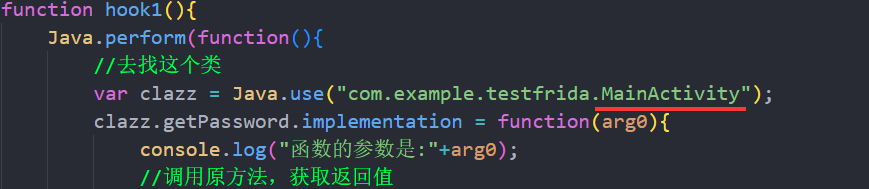 function hook1(){
Java.perform(function(){
//去找这个类
var clazz = Java.use("com.example.testfrida.MainActivity");
clazz.getPassword.implementation = function(arg0){
console.log("函数的参数是:"+arg0);
//调用原方法，获取返回值